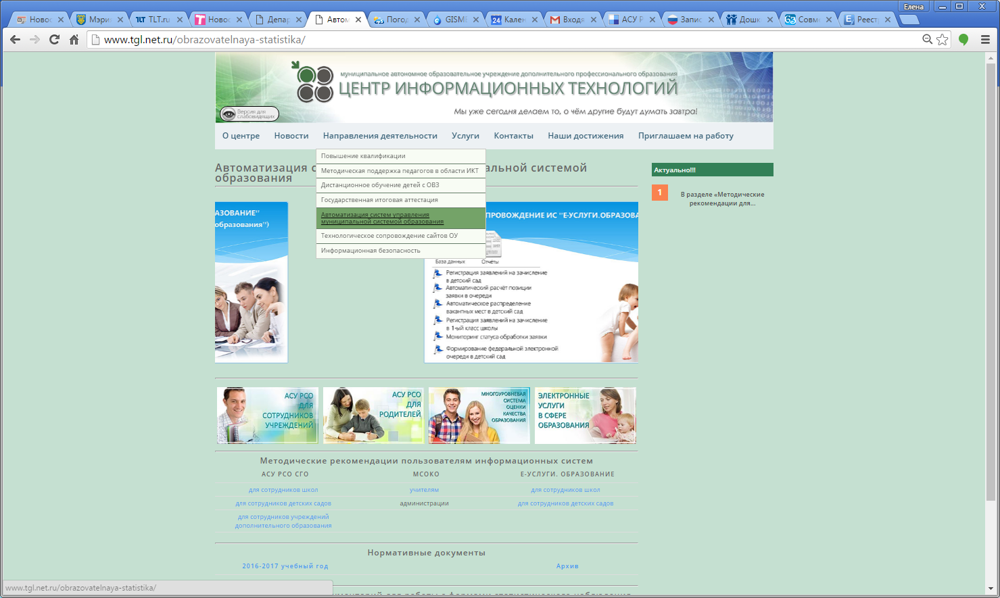 Елена
Новос
Мэри
TLT.ru
Новос
Депар
Автом
Погод
GISM
Кален
Входя
АСУ Р
Запис
Дошк
Совм
Реест
www.tgl.net.ru/obrazovatelnaya-statistika/
муниципальное автономное образовательное учреждение дополнительного профессионального образования
ЦЕНТР ИНФОРМАЦИОННЫХ ТЕХНОЛОГИЙ
Мы уже сегодня делаем то, о чём другие будут думать завтра!
Версия для
слабовидящих
О центре Новости Направления деятельности Услуги Контакты Наши достижения Приглашаем на работу
Повышение квалификации
Методическая поддержка педагогов в области ИКТ
Дистанционное обучение детей с ОВЗ
Государственная итоговая аттестация
Автоматизация систем управления
муниципальной системой образования
Технологическое сопровождение сайтов ОУ
Информационная безопасность
Автоматизация с альной системой
образования
Актуально!!!
1
В разделе «Методические
рекомендации для...
АЗОВАНИЕ"
образования")
ПРОВОЖДЕНИЕ ИС "Е-УСЛУГИ.ОБРАЗОВА
База данных Отчёты
Регистрация заявлений на зачисление
в детский сад
Автоматический расчёт позиции
заявки в очереди
Автоматическое распределение
вакантных мест в детский сад
Регистрация заявлений на зачисление
в 1-ый класс школы
Мониторинг статуса обработки заявки
Формирование федеральной электронной
очереди в детский сад
АСУ РСО
ДЛЯ
СОТРУДНИКОВ
УЧРЕЖДЕНИЙ
АСУ РСО
ДЛЯ
РОДИТЕЛЕЙ
МНОГОУРОВНЕВАЯ
СИСТЕМА
ОЦЕНКИ
КАЧЕСТВА
ОБРАЗОВАНИЯ
ЭЛЕКТРОННЫЕ
УСЛУГИ
В СФЕРЕ
ОБРАЗОВАНИЯ
Методические рекомендации пользователям информационных систем
АСУ РСО СГО МСОКО Е-УСЛУГИ. ОБРАЗОВАНИЕ
для сотрудников школ учителям для сотрудников школ
для сотрудников детских садов администрации для сотрудников детских садов
для сотрудников учреждений
дополнительного образования
Нормативные документы
2016-2017 учебный год Архив
www.tgl.net.ru/obrazovatelnaya-statistika/